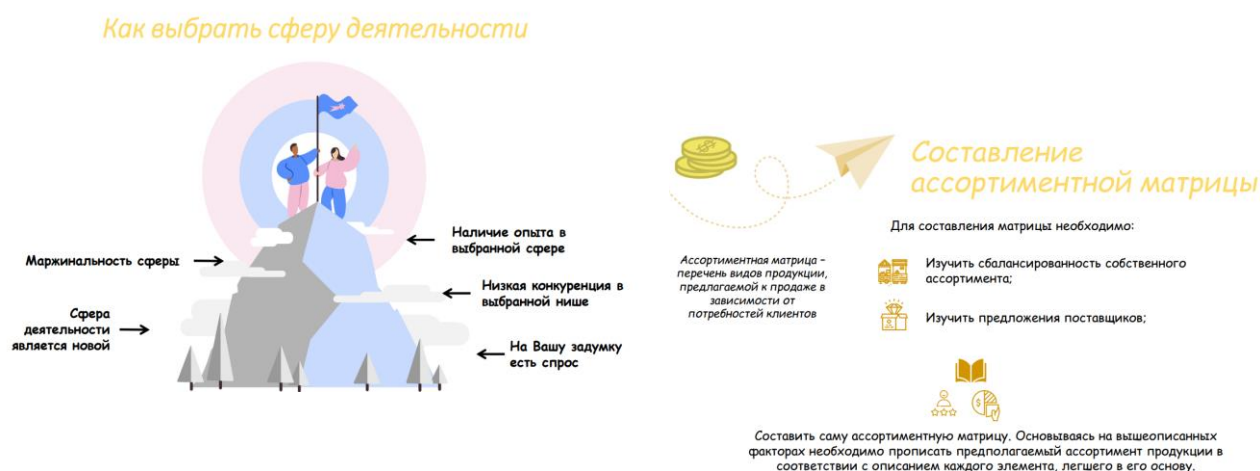 Как выбрать сферу деятельности
Маржинальность сферы
Сфера
деятельности
является новой
Наличие опыта в
выбранной сфере
Низкая конкуренция в
выбранной нише
На Вашу задумку
есть спрос
Составление
ассортиментной матрицы
Ассортиментная матрица –
перечень видов продукции,
предлагаемой к продаже в
зависимости от
потребностей клиентов
Для составления матрицы необходимо:
Изучить сбалансированность собственного
ассортимента;
Изучить предложения поставщиков;
Составить саму ассортиментную матрицу. Основываясь на вышеописанных
факторах необходимо прописать предполагаемый ассортимент продукции в
соответствии с описанием каждого элемента, легшего в его основу.